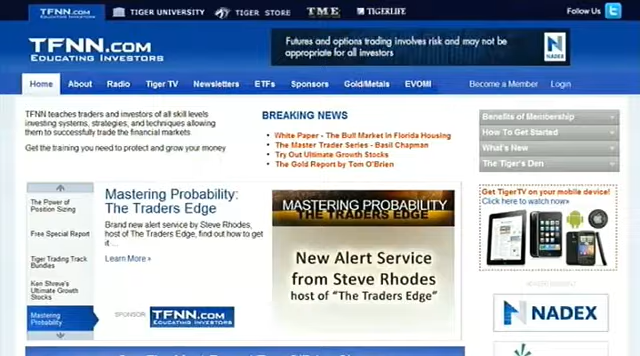 TFNN.COM
EDUCATING INVESTORS
TIGER UNIVERSITY
TIGER STORE
TME
TIGERLIFE
Follow Us
TFNN.COM
EDUCATING INVESTORS
Futures and options trading involves risk and may not be
appropriate for all investors
NADEX
Home About Radio Tiger TV Newsletters ETFs Sponsors Gold/Metals EVOMI Become a Member Login
TFNN teaches traders and investors of all skill levels
investing systems, strategies, and techniques allowing
them to successfully trade the financial markets.
Get the training you need to protect and grow your money
BREAKING NEWS
White Paper - The Bull Market In Florida Housing
The Master Trader Series - Basil Chapman
Try Out Ultimate Growth Stocks
The Gold Report by Tom O'Brien
Benefits of Membership
How To Get Started
What's New
The Tiger's Den
The Power of
Position Sizing
Free Special Report
Tiger Trading Track
Bundles
Ken Shreve's
Ultimate Growth
Stocks
Mastering
Probability
Mastering Probability:
The Traders Edge
Brand new alert service by Steve Rhodes,
host of The Traders Edge, find out how to get
it ...
Learn More ›
SPONSOR
TFNN.COM
EDUCATING INVESTORS
MASTERING PROBABILITY
THE TRADERS EDGE
New Alert Service
from Steve Rhodes
host of "The Traders Edge"
Get TigerTV on your mobile device!
Click here to watch now»
NADEX